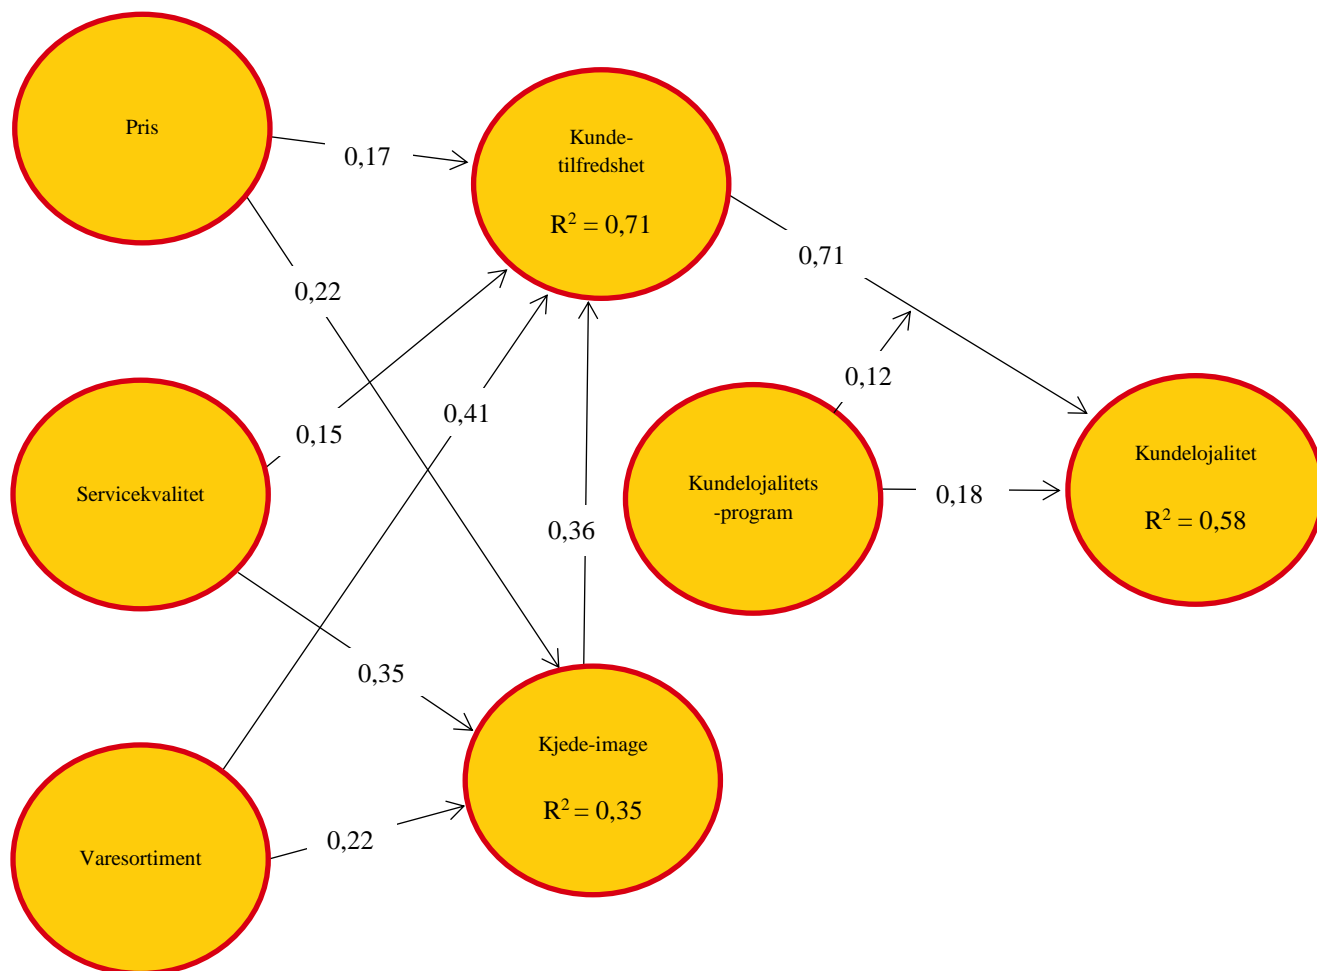 Pris
0,17
Kunde-
tilfredshet
R² = 0,71
0,71
0,22
0,12
0,15
0,41
Servicekvalitet
Kundelojalitets
-program
0,18
Kundelojalitet
R² = 0,58
0,36
0,35
Kjede-image
R² = 0,35
Varesortiment
0,22